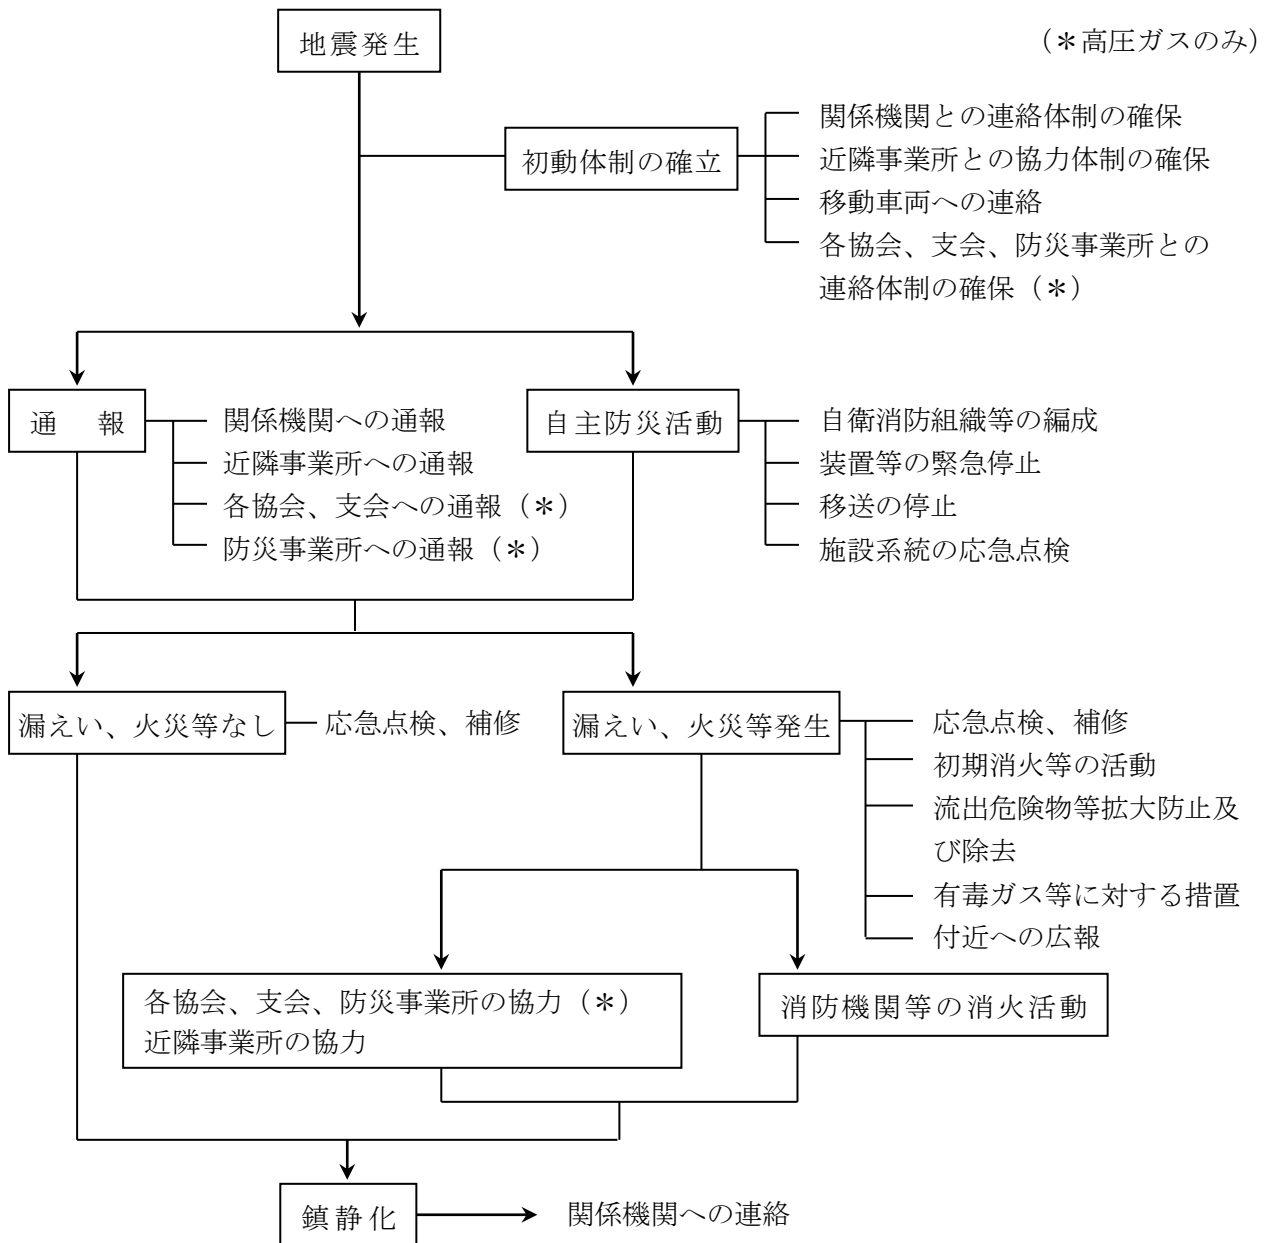 地震発生
(＊高圧ガスのみ)
初動体制の確立
関係機関との連絡体制の確保
近隣事業所との協力体制の確保
移動車両への連絡
各協会、支会、防災事業所との
連絡体制の確保（＊）
通　報
関係機関への通報
近隣事業所への通報
各協会、支会への通報（＊）
防災事業所への通報（＊）
自主防災活動
自衛消防組織等の編成
装置等の緊急停止
移送の停止
施設系統の応急点検
漏えい、火災等なし
応急点検、補修
漏えい、火災等発生
応急点検、補修
初期消火等の活動
流出危険物等拡大防止及
び除去
有毒ガス等に対する措置
付近への広報
各協会、支会、防災事業所の協力（＊）
近隣事業所の協力
消防機関等の消火活動
鎮静化
関係機関への連絡